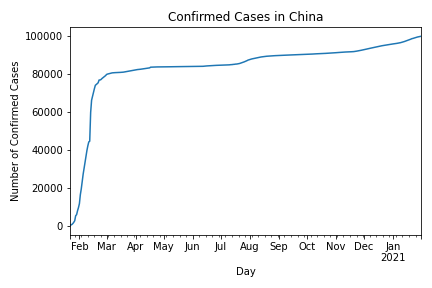 Confirmed Cases in China
100000
80000
60000
40000
20000
0
Number of Confirmed Cases
Feb Mar Apr May Jun Jul Aug Sep Oct Nov Dec Jan
2021
Day